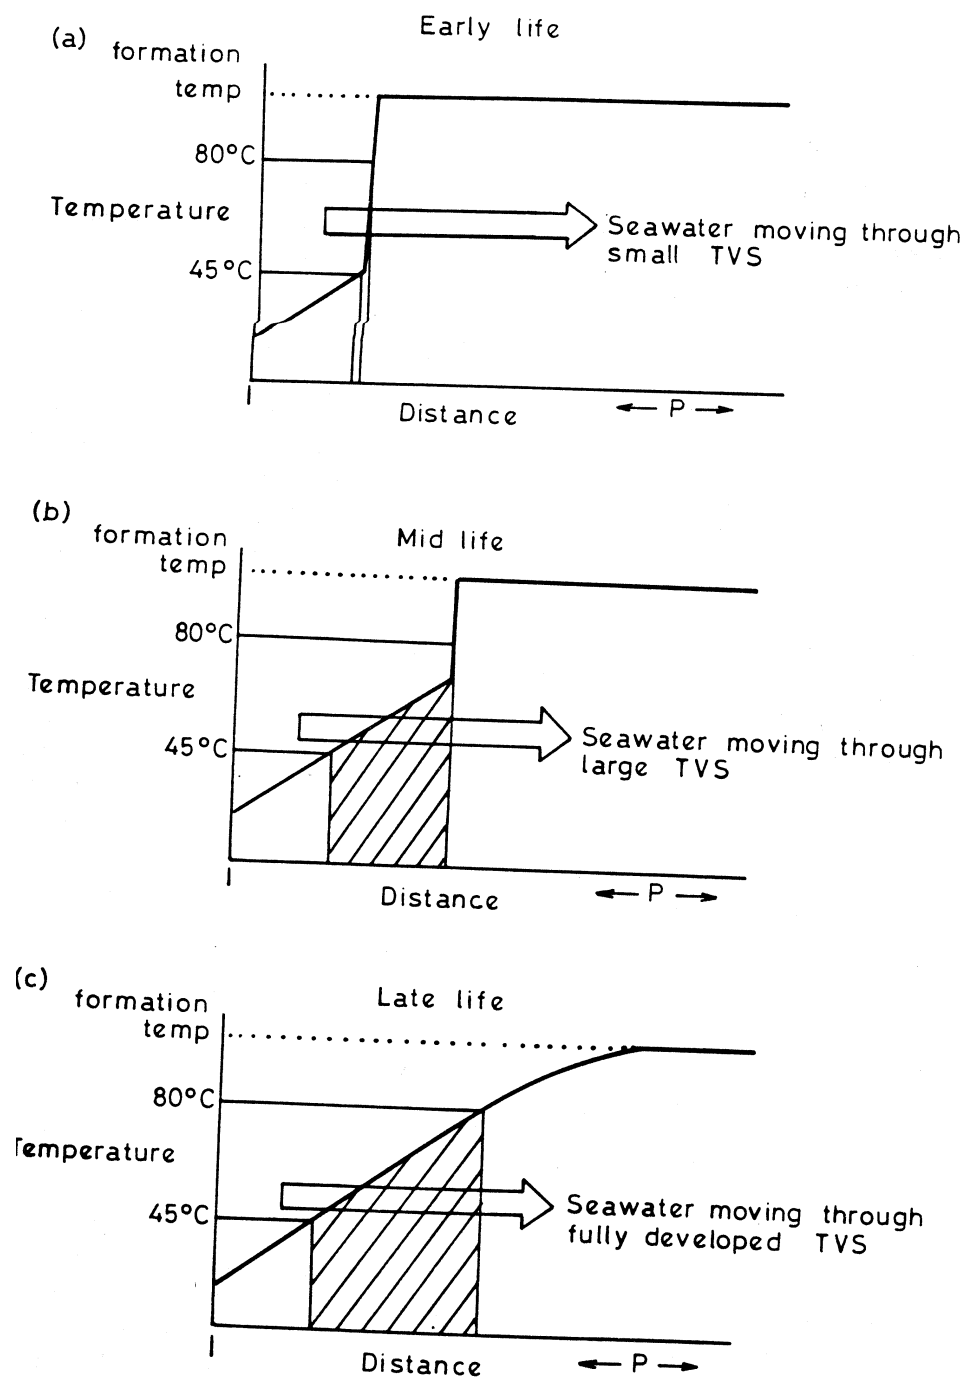 (a)
Early life
formation
temp
80°C
Temperature
Seawater moving through
small TVS
45°C
I
Distance
← P →
(b)
formation
Mid life
temp
80°C
Temperature
45°C
Seawater moving through
large TVS
I
Distance
← P →
(c)
formation
Late life
temp
80°C
Temperature
45°C
Seawater moving through
fully developed TVS
I
Distance
← P →